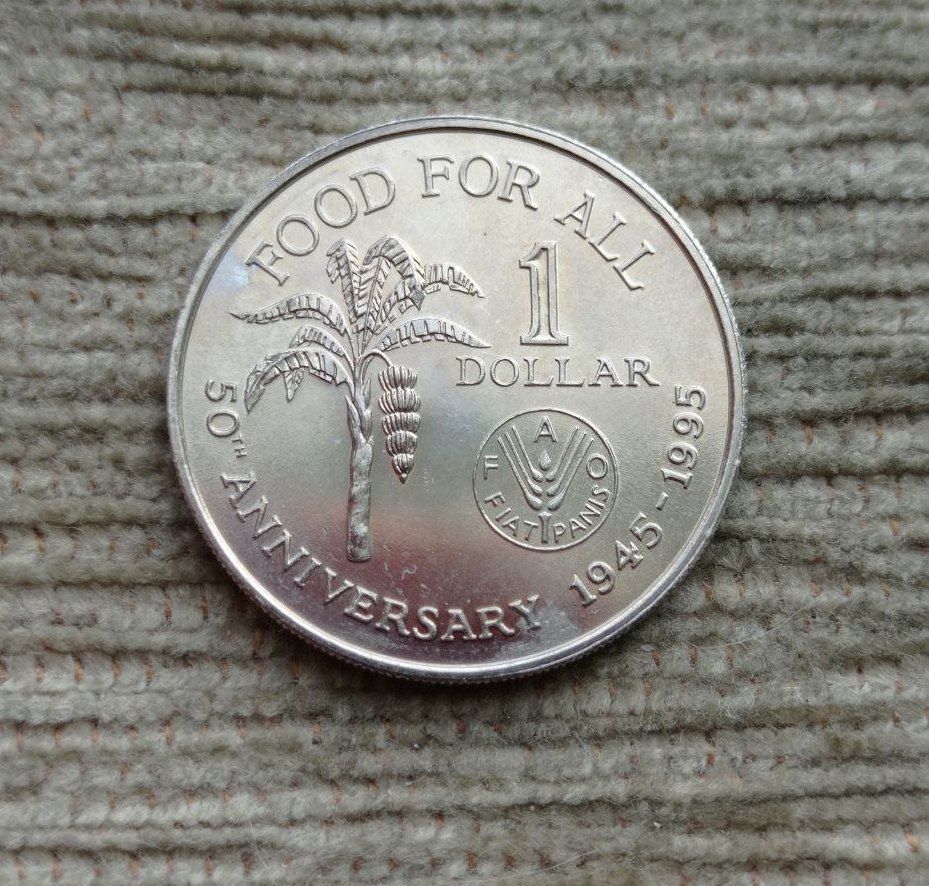 FOOD FOR ALL
1
DOLLAR
FAO
FIAT PANIS
50TH ANNIVERSARY 1945-1995